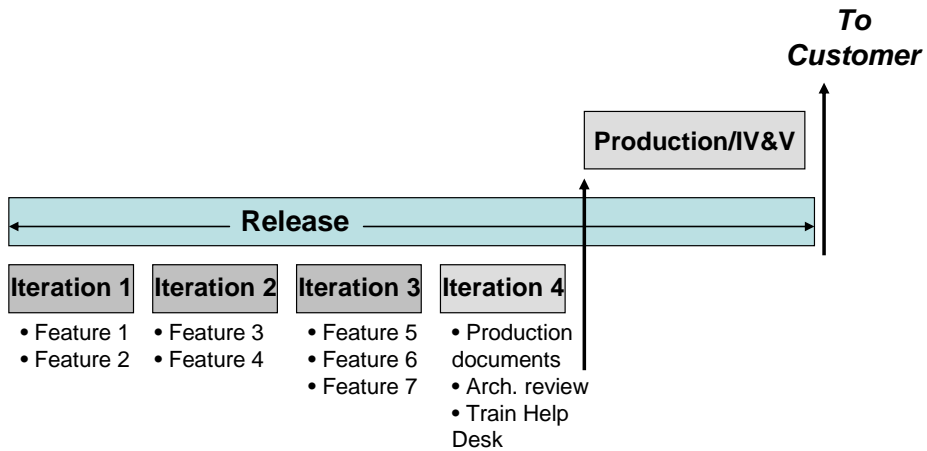 To
Customer
Production/IV&V
Release
Iteration 1
Iteration 2
Iteration 3
Iteration 4
• Feature 1
• Feature 2
• Feature 3
• Feature 4
• Feature 5
• Feature 6
• Feature 7
• Production
documents
• Arch. review
• Train Help
Desk